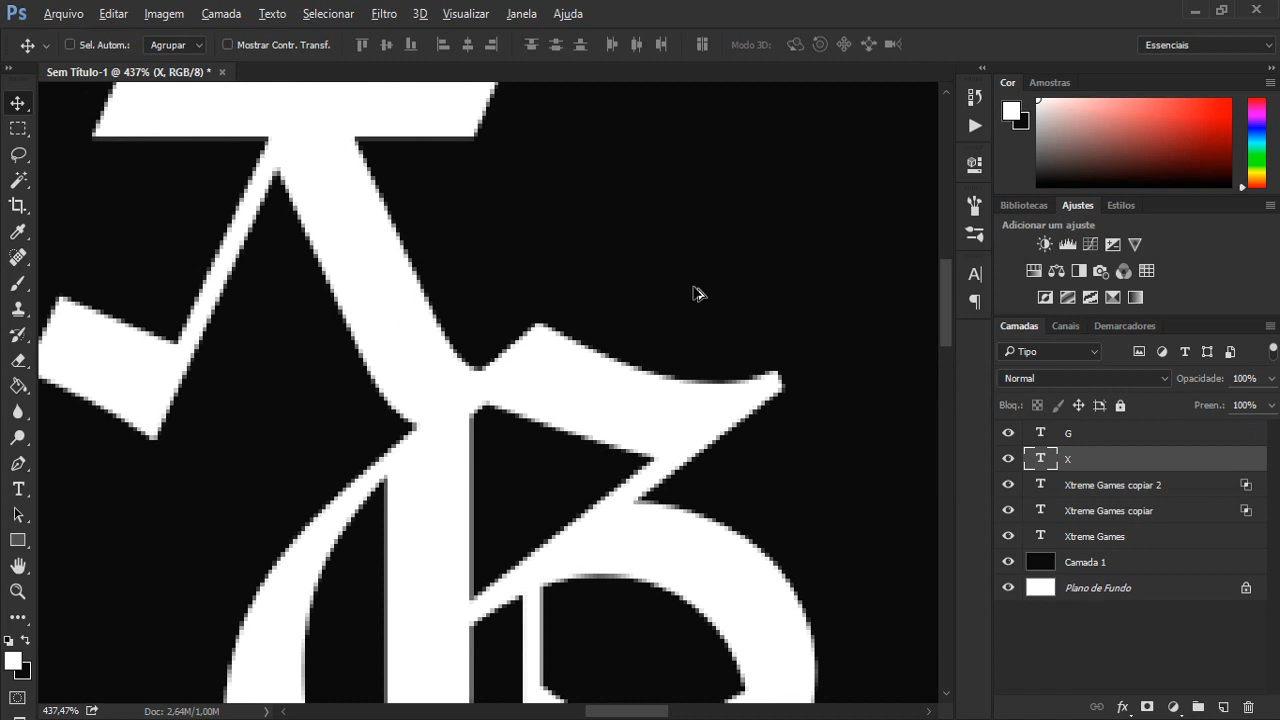 Ps Arquivo Editar Imagem Camada Texto Selecionar Filtro 3D Visualizar Janela Ajuda
Sel. Autom.: Agrupar Mostrar Contr. Transf. Modo 3D: Essenciais
Sem Título-1 @ 437% (X, RGB/8) * ×
Cor Amostras
Bibliotecas Ajustes Estilos
Adicionar um ajuste
Camadas Canais Demarcadores
Tipo
Normal Opacidade: 100%
Bloq.: Preen.: 100%
T G
T X
T Xtreme Games copiar 2
T Xtreme Games copiar
T Xtreme Games
Camada 1
Plano de Fundo
437,47% Doc: 2,64M/1,00M fx